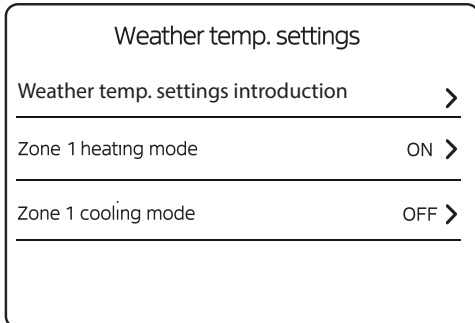 Weather temp. settings
Weather temp. settings introduction
Zone 1 heating mode ON
Zone 1 cooling mode OFF